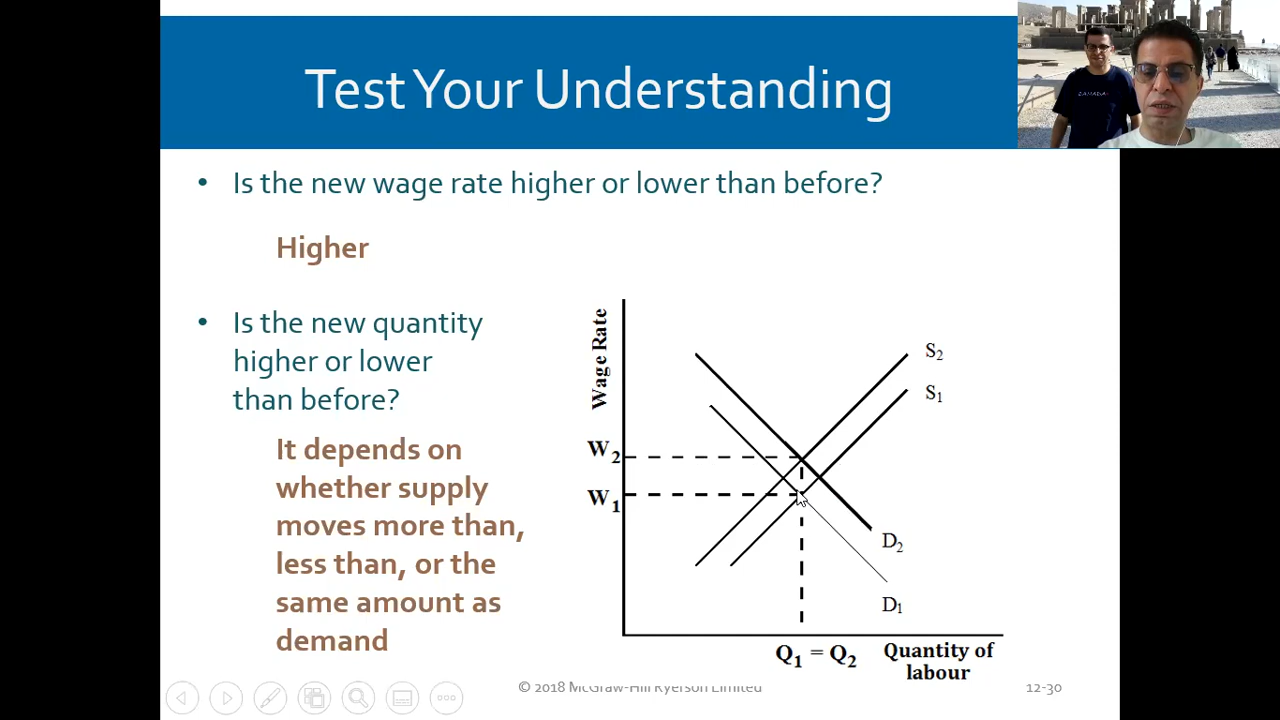 Test Your Understanding
• Is the new wage rate higher or lower than before?
Higher
• Is the new quantity
higher or lower
than before?
It depends on
whether supply
moves more than,
less than, or the
same amount as
demand
Wage Rate
S2
S1
W2
W1
D2
D1
Q1 = Q2
Quantity of
labour
© 2018 McGraw-Hill Ryerson Limited
12-30